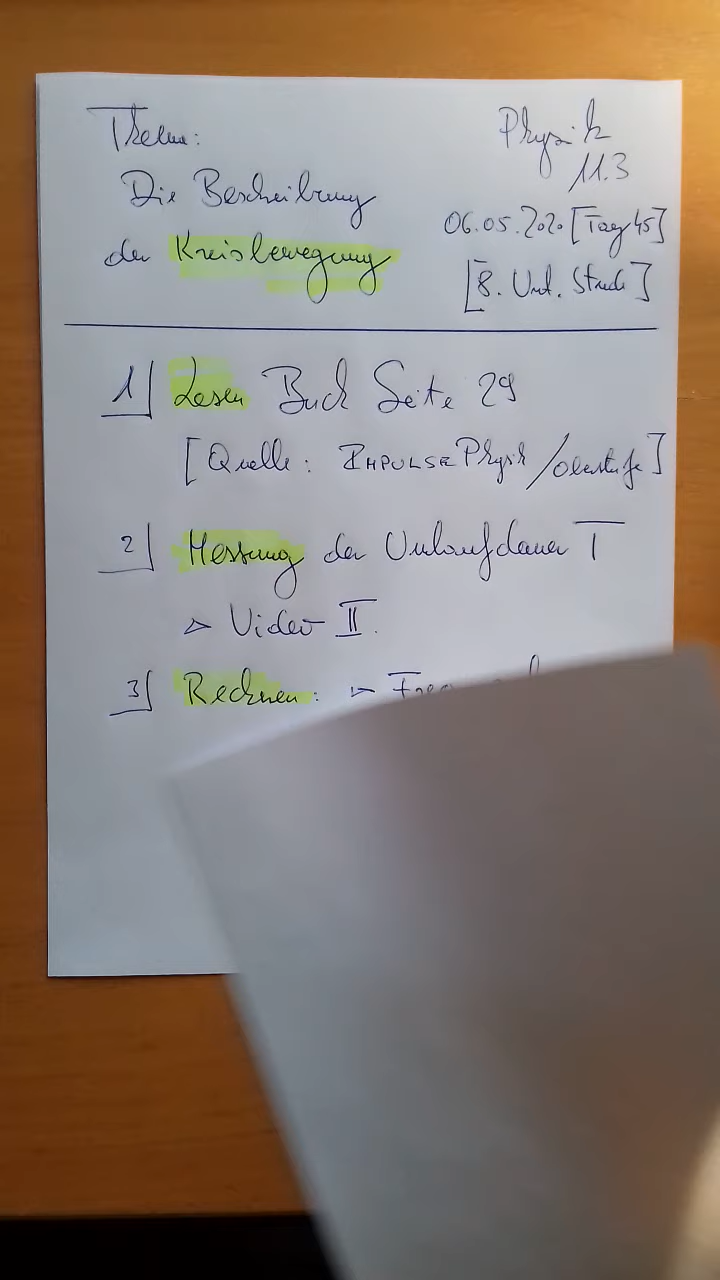 Thema:
Physik
11.3
Die Beschreibung
06.05.2020 [Tag 45]
der Kreisbewegung
[8. Unt. Stunde]
1] Lesen Buch Seite 29
[Quelle: IMPULSE Physik / Oberstufe]
2] Messung der Umlaufdauer T
▷ Video II.
3] Rechnen: ▷